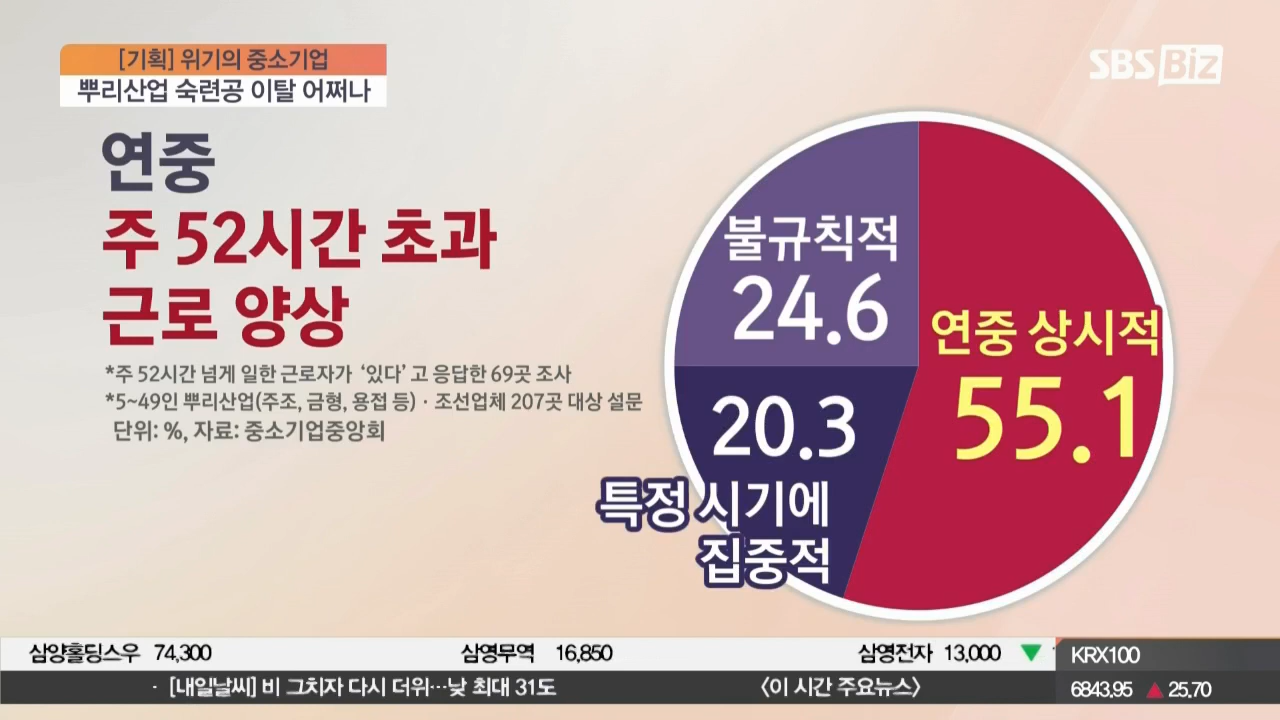 [기획] 위기의 중소기업
뿌리산업 숙련공 이탈 어쩌나
SBS Biz
연중
주 52시간 초과
근로 양상
*주 52시간 넘게 일한 근로자가 ‘있다’고 응답한 69곳 조사
*5~49인 뿌리산업(주조, 금형, 용접 등)·조선업체 207곳 대상 설문
단위: %, 자료: 중소기업중앙회
불규칙적
24.6
연중 상시적
55.1
20.3
특정 시기에
집중적
삼양홀딩스우 74,300 삼영무역 16,850 삼영전자 13,000 ▼
KRX100
· [내일날씨] 비 그치자 다시 더위…낮 최대 31도 〈이 시간 주요뉴스〉
6843.95 ▲ 25.70